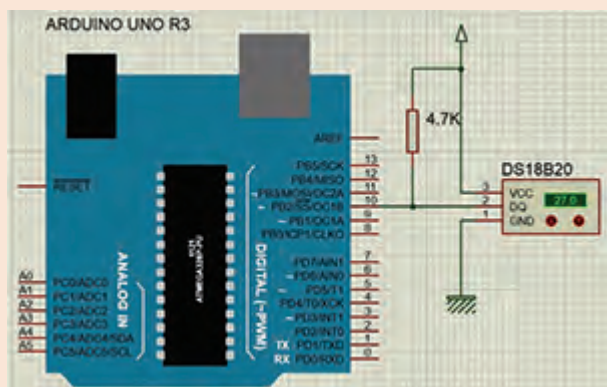 ARDUINO UNO R3
AREF
RESET
PB5/SCK 13
PB4/MISO 12
~ PB3/MOSI/OC2A 11
~ PB2/SS/OC1B 10
~ PB1/OC1A 9
PB0/ICP1/CLKO 8
PD7/AIN1 7
~ PD6/AIN0 6
~ PD5/T1 5
PD4/T0/XCK 4
~ PD3/INT1 3
PD2/INT0 2
TX PD1/TXD 1
RX PD0/RXD 0
DIGITAL (~PWM)
ANALOG IN
A0 PC0/ADC0
A1 PC1/ADC1
A2 PC2/ADC2
A3 PC3/ADC3
A4 PC4/ADC4/SDA
A5 PC5/ADC5/SCL
4.7K
DS18B20
3 VCC
2 DQ
1 GND
27.0